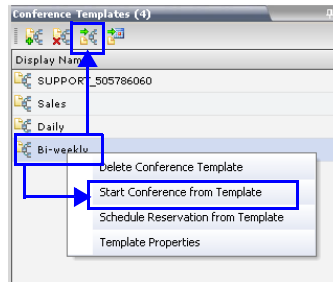 Conference Templates (4)
Display Name
SUPPORT_505786060
Sales
Daily
Bi-weekly
Delete Conference Template
Start Conference from Template
Schedule Reservation from Template
Template Properties